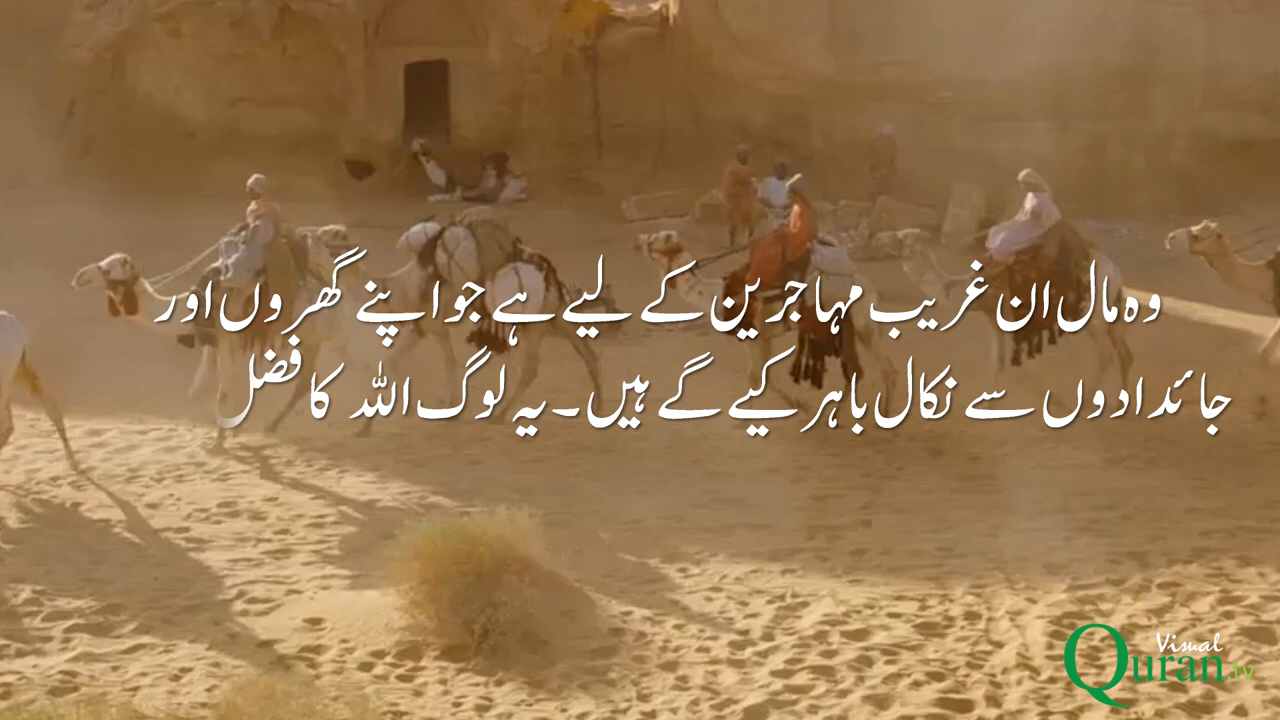 وہ مال ان غریب مہاجرین کے لیے ہے جو اپنے گھروں اور
جائدادوں سے نکال باہر کیے گے ہیں۔ یہ لوگ اللہ کا فضل
Visual
Quran.tv